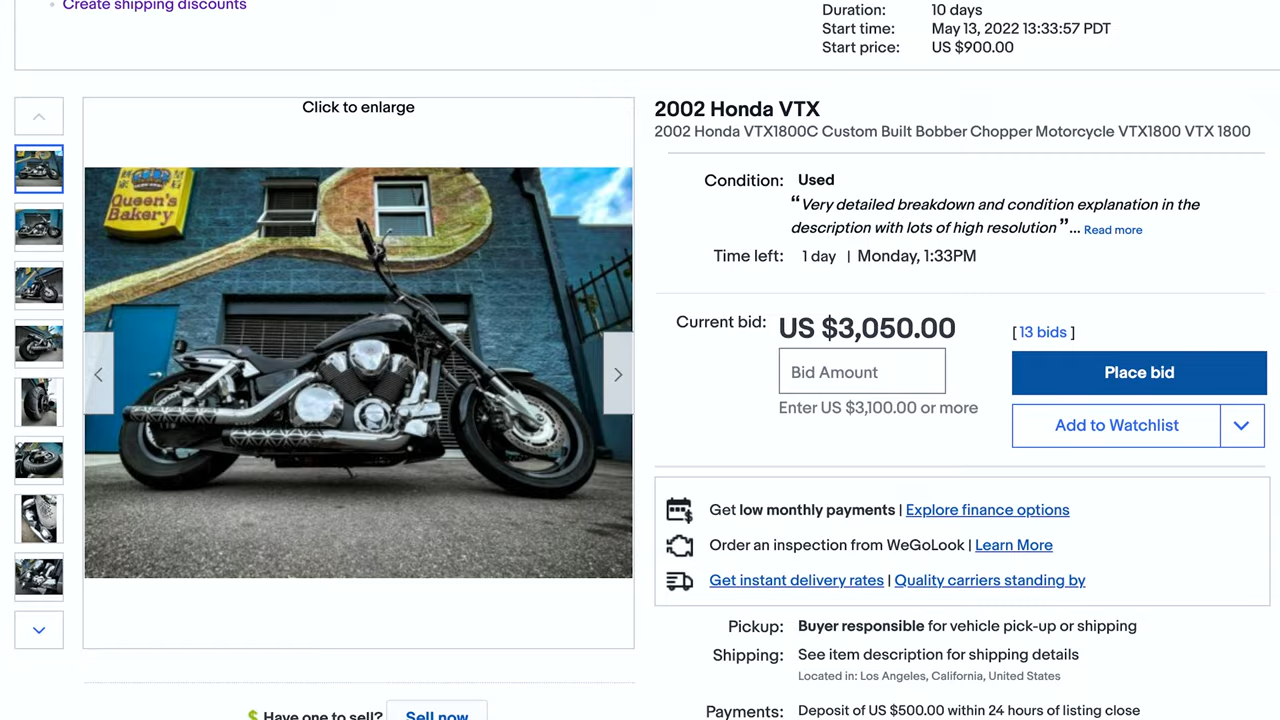 Create shipping discounts
Duration: 10 days
Start time: May 13, 2022 13:33:57 PDT
Start price: US $900.00
Click to enlarge
Queen's
Bakery
2002 Honda VTX
2002 Honda VTX1800C Custom Built Bobber Chopper Motorcycle VTX1800 VTX 1800
Condition: Used
“Very detailed breakdown and condition explanation in the
description with lots of high resolution”... Read more
Time left: 1 day | Monday, 1:33PM
Current bid: US $3,050.00 [ 13 bids ]
Bid Amount
Place bid
Enter US $3,100.00 or more
Add to Watchlist
Get low monthly payments | Explore finance options
Order an inspection from WeGoLook | Learn More
Get instant delivery rates | Quality carriers standing by
Pickup: Buyer responsible for vehicle pick-up or shipping
Shipping: See item description for shipping details
Located in: Los Angeles, California, United States
Payments: Deposit of US $500.00 within 24 hours of listing close
Have one to sell? Sell now